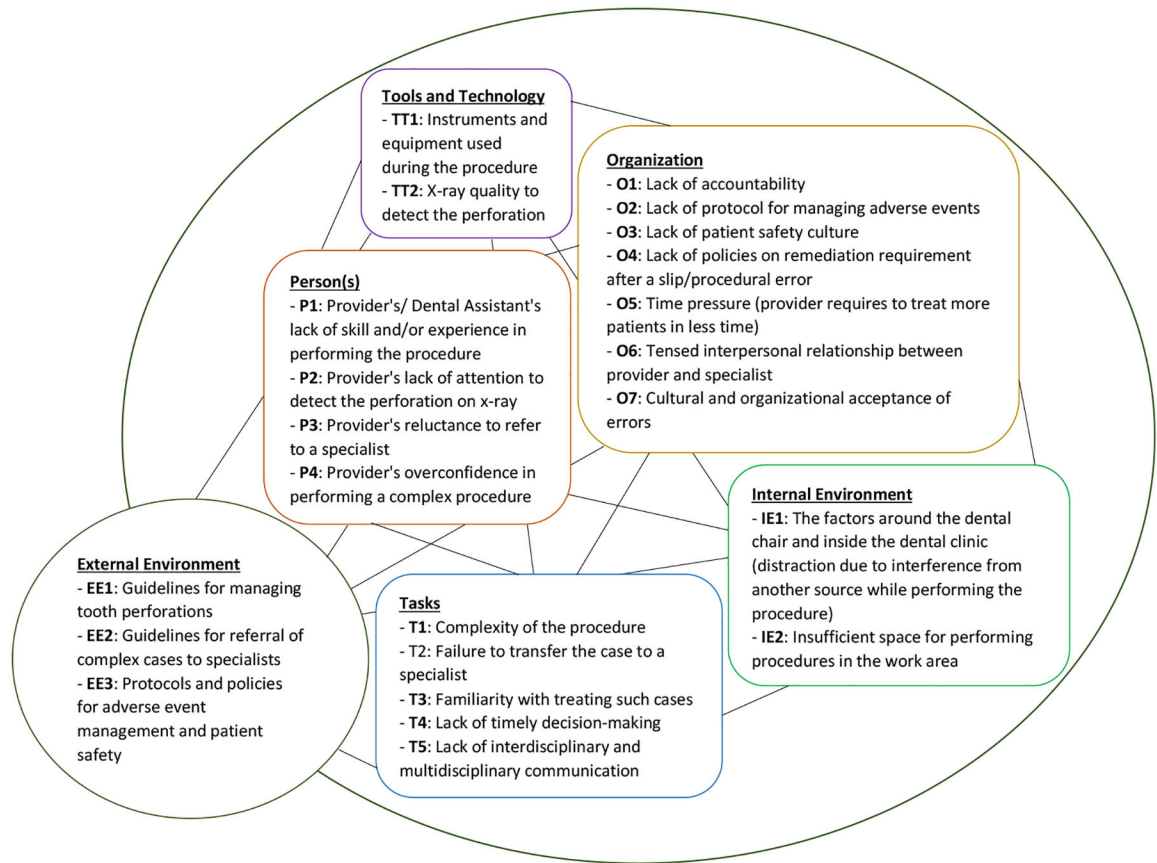 Tools and Technology
- TT1: Instruments and
equipment used
during the procedure
- TT2: X-ray quality to
detect the perforation
Organization
- O1: Lack of accountability
- O2: Lack of protocol for managing adverse events
- O3: Lack of patient safety culture
- O4: Lack of policies on remediation requirement
after a slip/procedural error
- O5: Time pressure (provider requires to treat more
patients in less time)
- O6: Tensed interpersonal relationship between
provider and specialist
- O7: Cultural and organizational acceptance of
errors
Person(s)
- P1: Provider's/ Dental Assistant's
lack of skill and/or experience in
performing the procedure
- P2: Provider's lack of attention to
detect the perforation on x-ray
- P3: Provider's reluctance to refer
to a specialist
- P4: Provider's overconfidence in
performing a complex procedure
Internal Environment
- IE1: The factors around the dental
chair and inside the dental clinic
(distraction due to interference from
another source while performing the
procedure)
- IE2: Insufficient space for performing
procedures in the work area
External Environment
- EE1: Guidelines for managing
tooth perforations
- EE2: Guidelines for referral of
complex cases to specialists
- EE3: Protocols and policies
for adverse event
management and patient
safety
Tasks
- T1: Complexity of the procedure
- T2: Failure to transfer the case to a
specialist
- T3: Familiarity with treating such cases
- T4: Lack of timely decision-making
- T5: Lack of interdisciplinary and
multidisciplinary communication